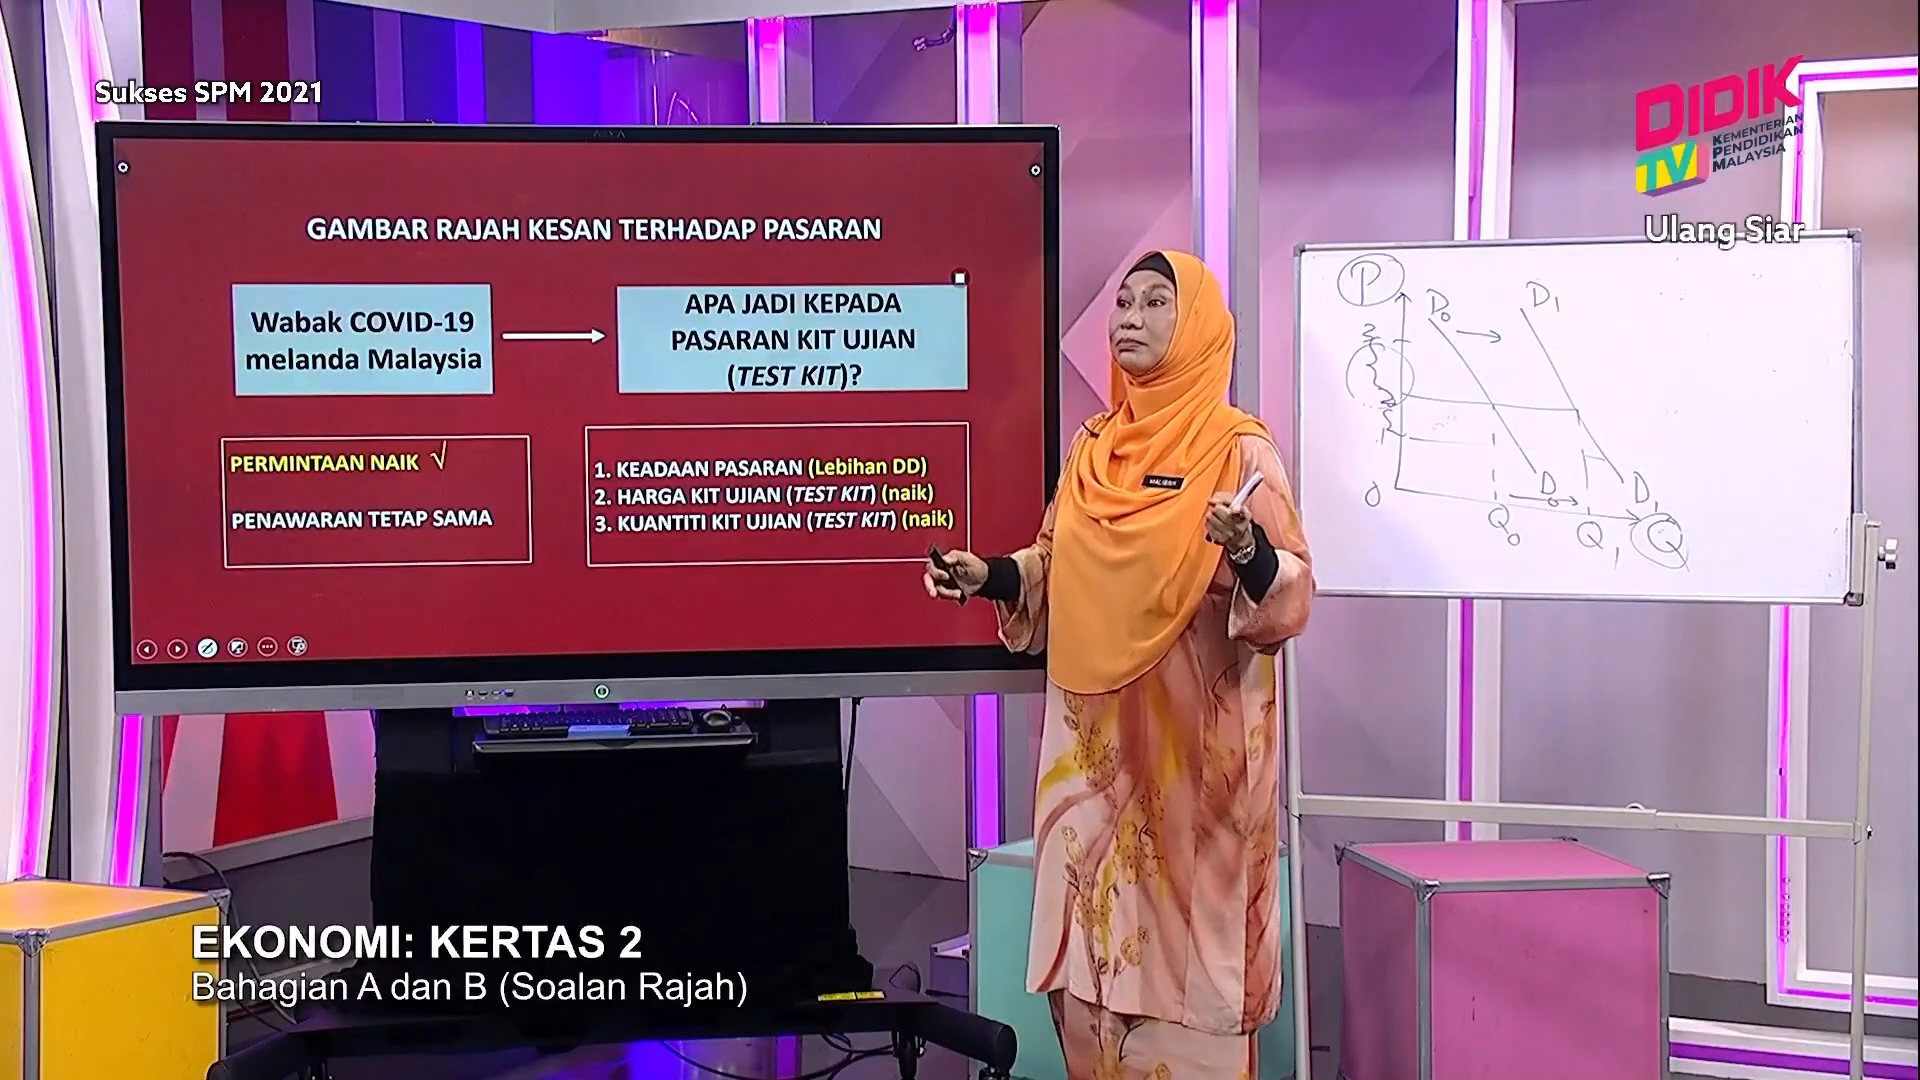 Sukses SPM 2021
DIDIK
TV
KEMENTERIAN
PENDIDIKAN
MALAYSIA
Ulang Siar
GAMBAR RAJAH KESAN TERHADAP PASARAN
Wabak COVID-19
melanda Malaysia
APA JADI KEPADA
PASARAN KIT UJIAN
(TEST KIT)?
PERMINTAAN NAIK √
PENAWARAN TETAP SAMA
1. KEADAAN PASARAN (Lebihan DD)
2. HARGA KIT UJIAN (TEST KIT) (naik)
3. KUANTITI KIT UJIAN (TEST KIT) (naik)
P
D₀
D₁
2
1
0
D₀
D₁
Q₀
Q₁
Q
EKONOMI: KERTAS 2
Bahagian A dan B (Soalan Rajah)